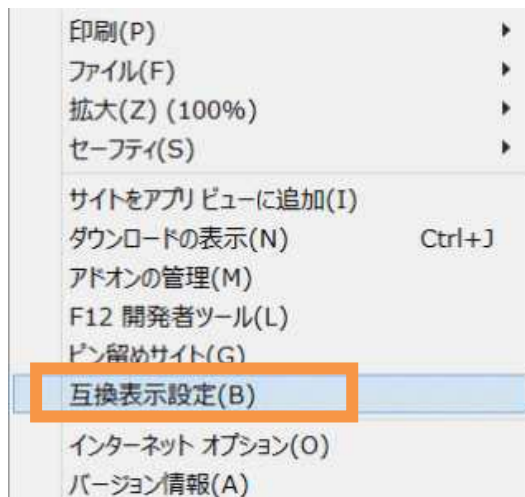 印刷(P)
ファイル(F)
拡大(Z) (100%)
セーフティ(S)
サイトをアプリ ビューに追加(I)
ダウンロードの表示(N) Ctrl+J
アドオンの管理(M)
F12 開発者ツール(L)
ピン留めサイト(G)
互換表示設定(B)
インターネット オプション(O)
バージョン情報(A)